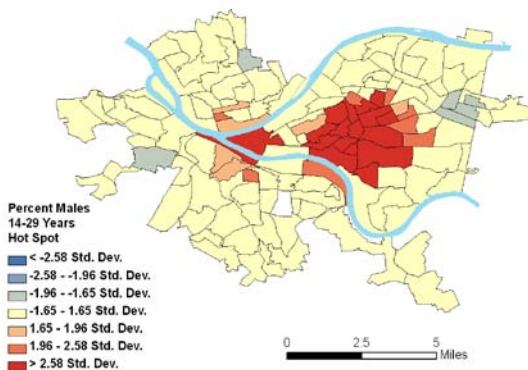 Percent Males
14-29 Years
Hot Spot
< -2.58 Std. Dev.
-2.58 - -1.96 Std. Dev.
-1.96 - -1.65 Std. Dev.
-1.65 - 1.65 Std. Dev.
1.65 - 1.96 Std. Dev.
1.96 - 2.58 Std. Dev.
> 2.58 Std. Dev.
0 2.5 5
Miles